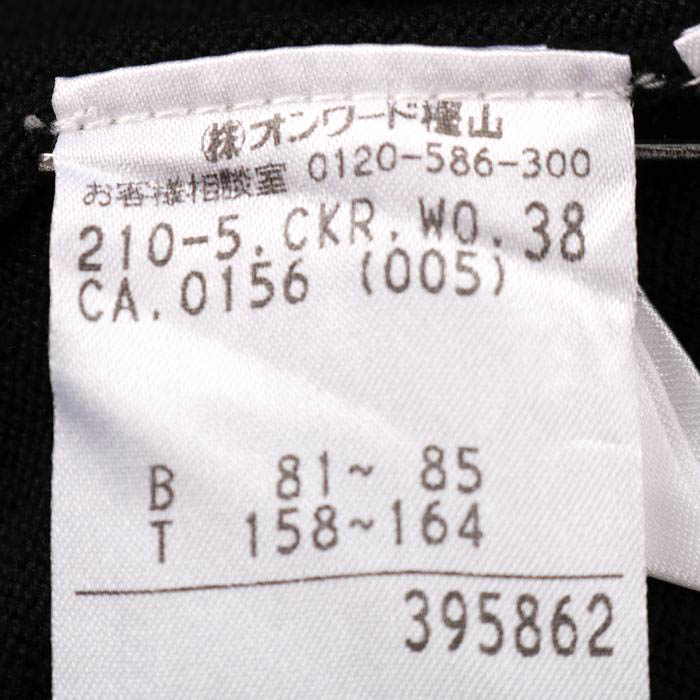 ㈱オンワード樫山
お客様相談室 0120-586-300
210-5.CKR.WO.38
CA.0156 (005)
B 81~ 85
T 158~164
395862